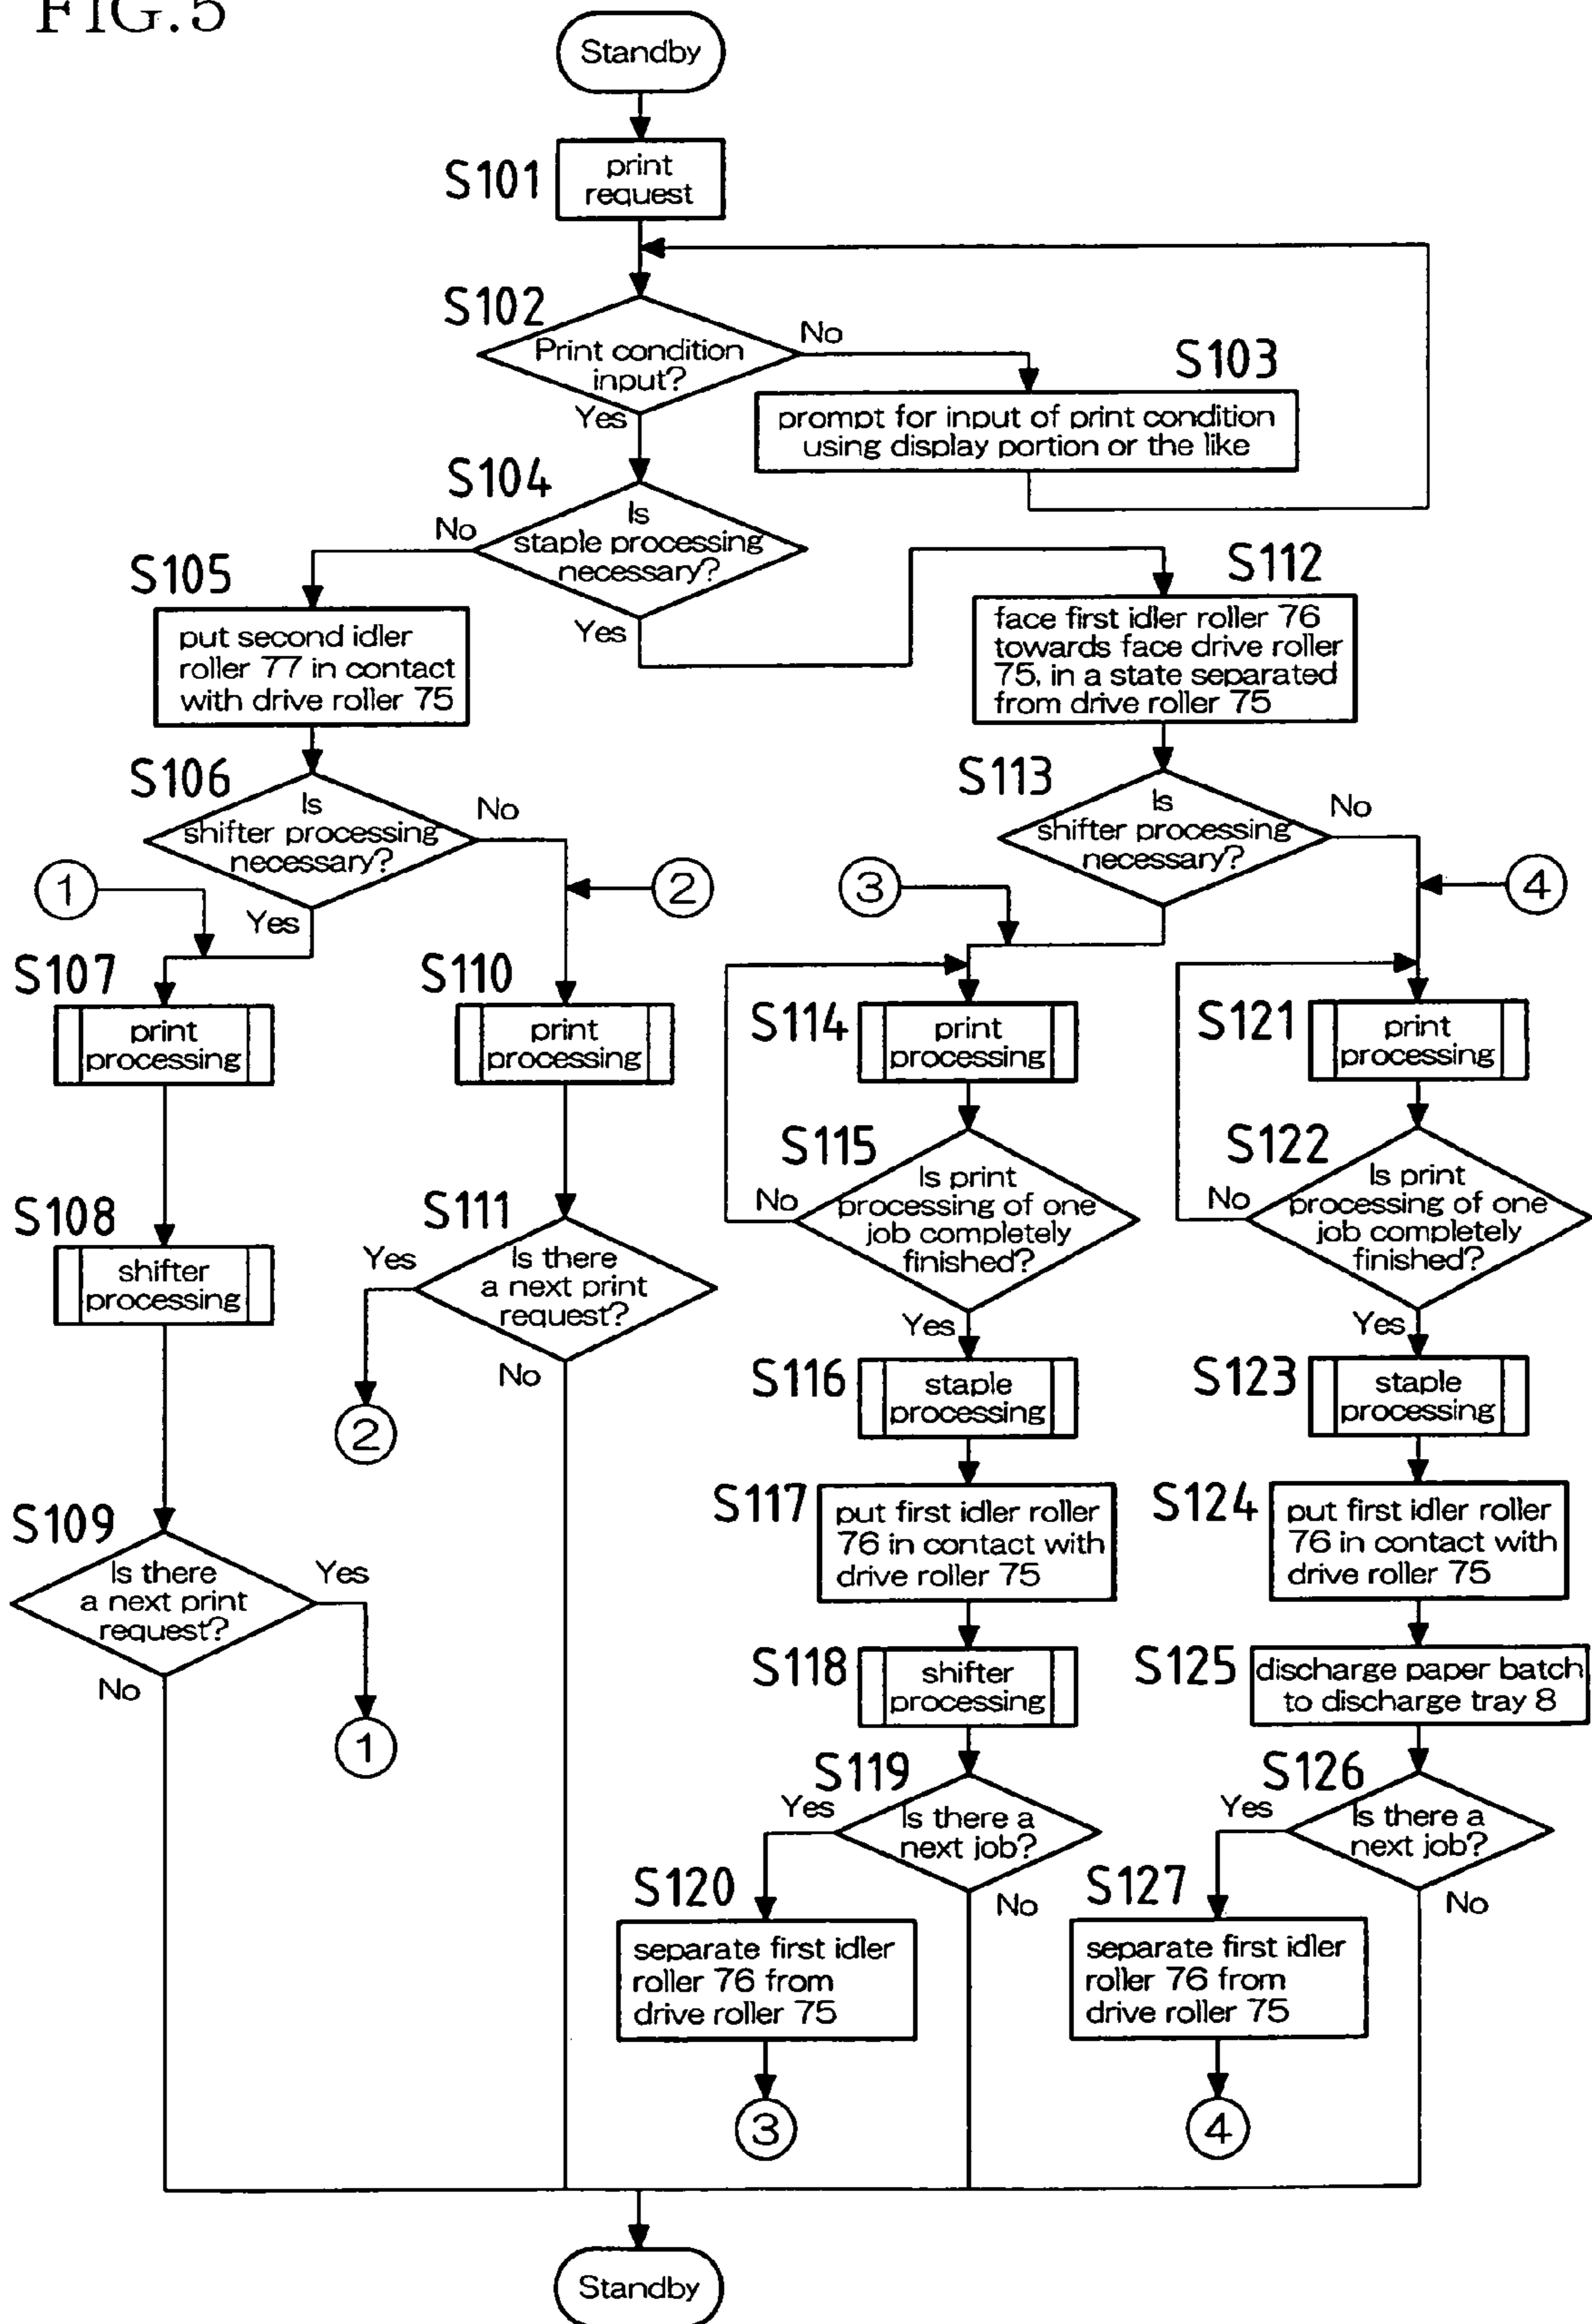 FIG.5
Standby
S101
print
request
S102
Print condition
input?
No
Yes
S103
prompt for input of print condition
using display portion or the like
S104
Is
staple processing
necessary?
No
Yes
S105
put second idler
roller 77 in contact
with drive roller 75
S112
face first idler roller 76
towards face drive roller
75, in a state separated
from drive roller 75
S106
Is
shifter processing
necessary?
No
Yes
1
2
S113
Is
shifter processing
necessary?
No
3
4
S107
print
processing
S110
print
processing
S114
print
processing
S121
print
processing
S108
shifter
processing
S111
Is there
a next print
request?
Yes
No
2
S115
Is print
processing of one
job completely
finished?
No
Yes
S122
Is print
processing of one
job completely
finished?
No
Yes
S116
staple
processing
S123
staple
processing
S109
Is there
a next print
request?
Yes
No
1
S117
put first idler roller
76 in contact with
drive roller 75
S124
put first idler roller
76 in contact with
drive roller 75
S118
shifter
processing
S125
discharge paper batch
to discharge tray 8
S119
Is there a
next job?
Yes
No
S126
Is there a
next job?
Yes
No
S120
separate first idler
roller 76 from
drive roller 75
3
S127
separate first idler
roller 76 from
drive roller 75
4
Standby